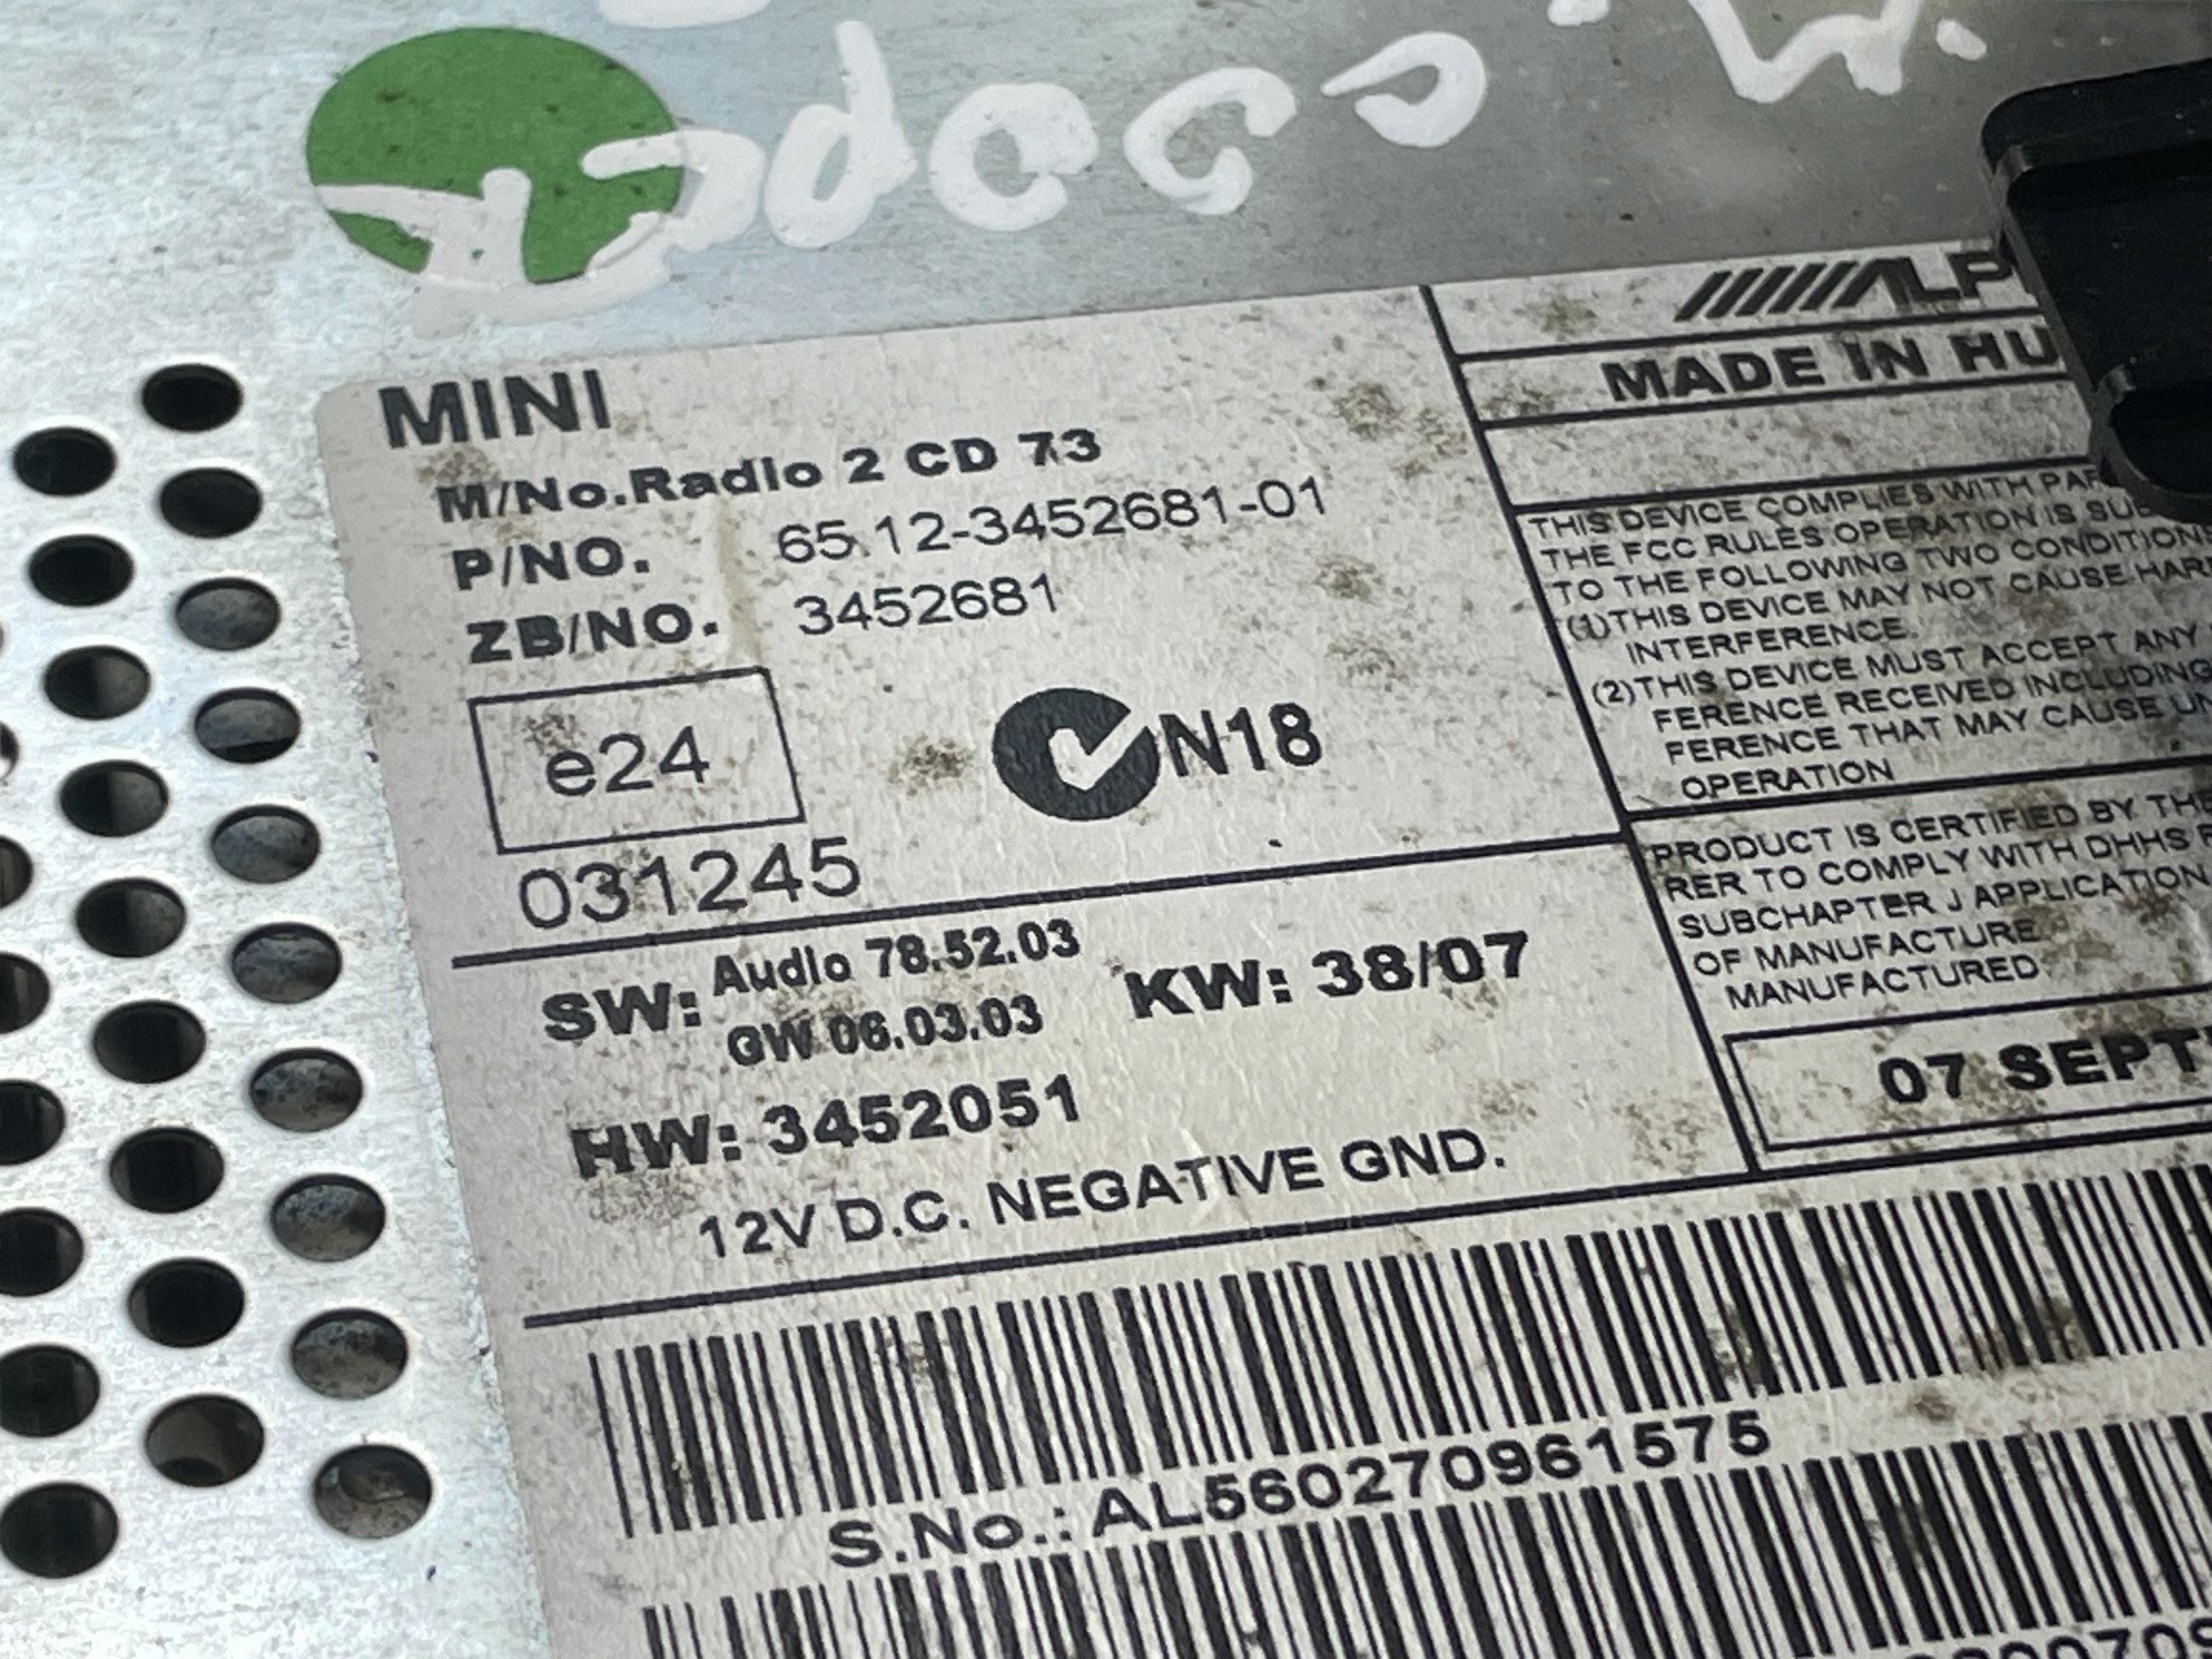 MINI
M/No.Radio 2 CD 73
P/NO. 65.12-3452681-01
ZB/NO. 3452681
e24
N18
031245
SW: Audio 78.52.03
GW 06.03.03
KW: 38/07
HW: 3452051
12V D.C. NEGATIVE GND.
ALP
MADE IN HU
THIS DEVICE COMPLIES WITH PAR
THE FCC RULES OPERATION IS SU
TO THE FOLLOWING TWO CONDITION
(1)THIS DEVICE MAY NOT CAUSE HAR
INTERFERENCE.
(2)THIS DEVICE MUST ACCEPT ANY
FERENCE RECEIVED INCLUDING
FERENCE THAT MAY CAUSE UN
OPERATION
PRODUCT IS CERTIFIED BY THE
RER TO COMPLY WITH DHHS
SUBCHAPTER J APPLICATION
OF MANUFACTURE
MANUFACTURED:
07 SEPT
S.No.: AL560270961575